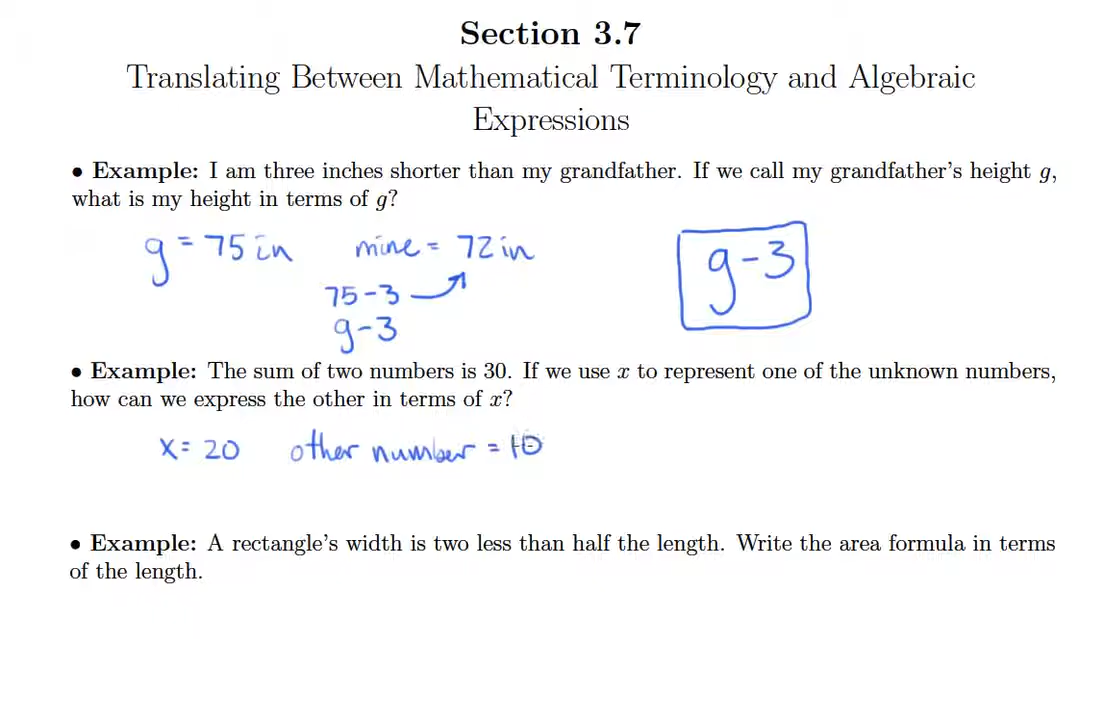 Section 3.7
Translating Between Mathematical Terminology and Algebraic
Expressions
• Example: I am three inches shorter than my grandfather. If we call my grandfather's height g,
what is my height in terms of g?
g = 75 in mine = 72 in
75 - 3
g - 3
g - 3
• Example: The sum of two numbers is 30. If we use x to represent one of the unknown numbers,
how can we express the other in terms of x?
x = 20 other number = 10
• Example: A rectangle's width is two less than half the length. Write the area formula in terms
of the length.